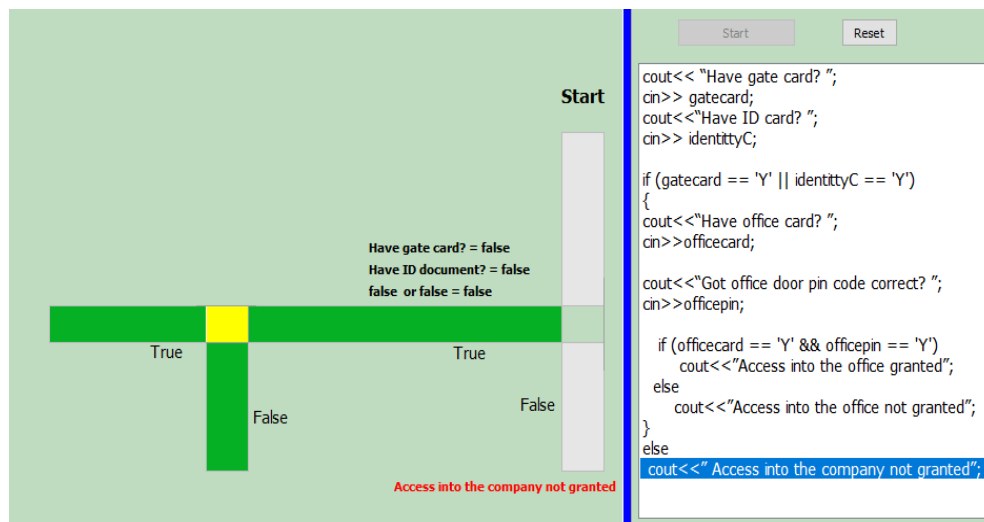 Start
Have gate card? = false
Have ID document? = false
false or false = false
True
True
False
False
Access into the company not granted
Start
Reset
cout<< “Have gate card? ”;
cin>> gatecard;
cout<<“Have ID card? ”;
cin>> identittyC;
if (gatecard == 'Y' || identittyC == 'Y')
{
cout<<“Have office card? ”;
cin>>officecard;
cout<<“Got office door pin code correct? ”;
cin>>officepin;
if (officecard == 'Y' && officepin == 'Y')
cout<<”Access into the office granted”;
else
cout<<”Access into the office not granted”;
}
else
cout<<” Access into the company not granted”;